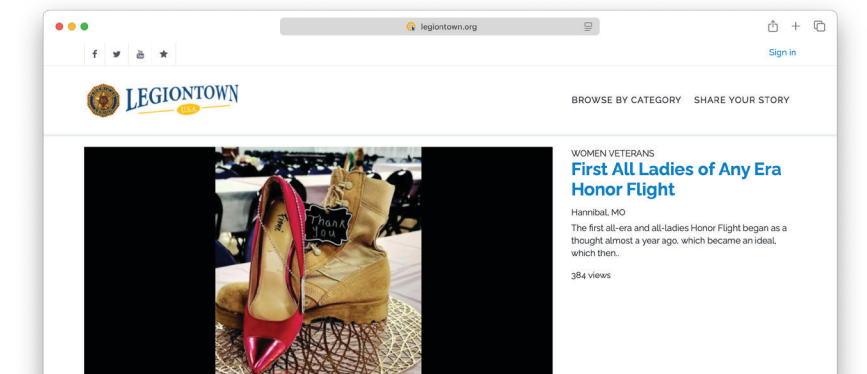 legiontown.org
Sign in
LEGIONTOWN
U.S.A.
BROWSE BY CATEGORY SHARE YOUR STORY
WOMEN VETERANS
First All Ladies of Any Era
Honor Flight
Hannibal, MO
The first all-era and all-ladies Honor Flight began as a
thought almost a year ago, which became an ideal,
which then..
384 views
Thank
You